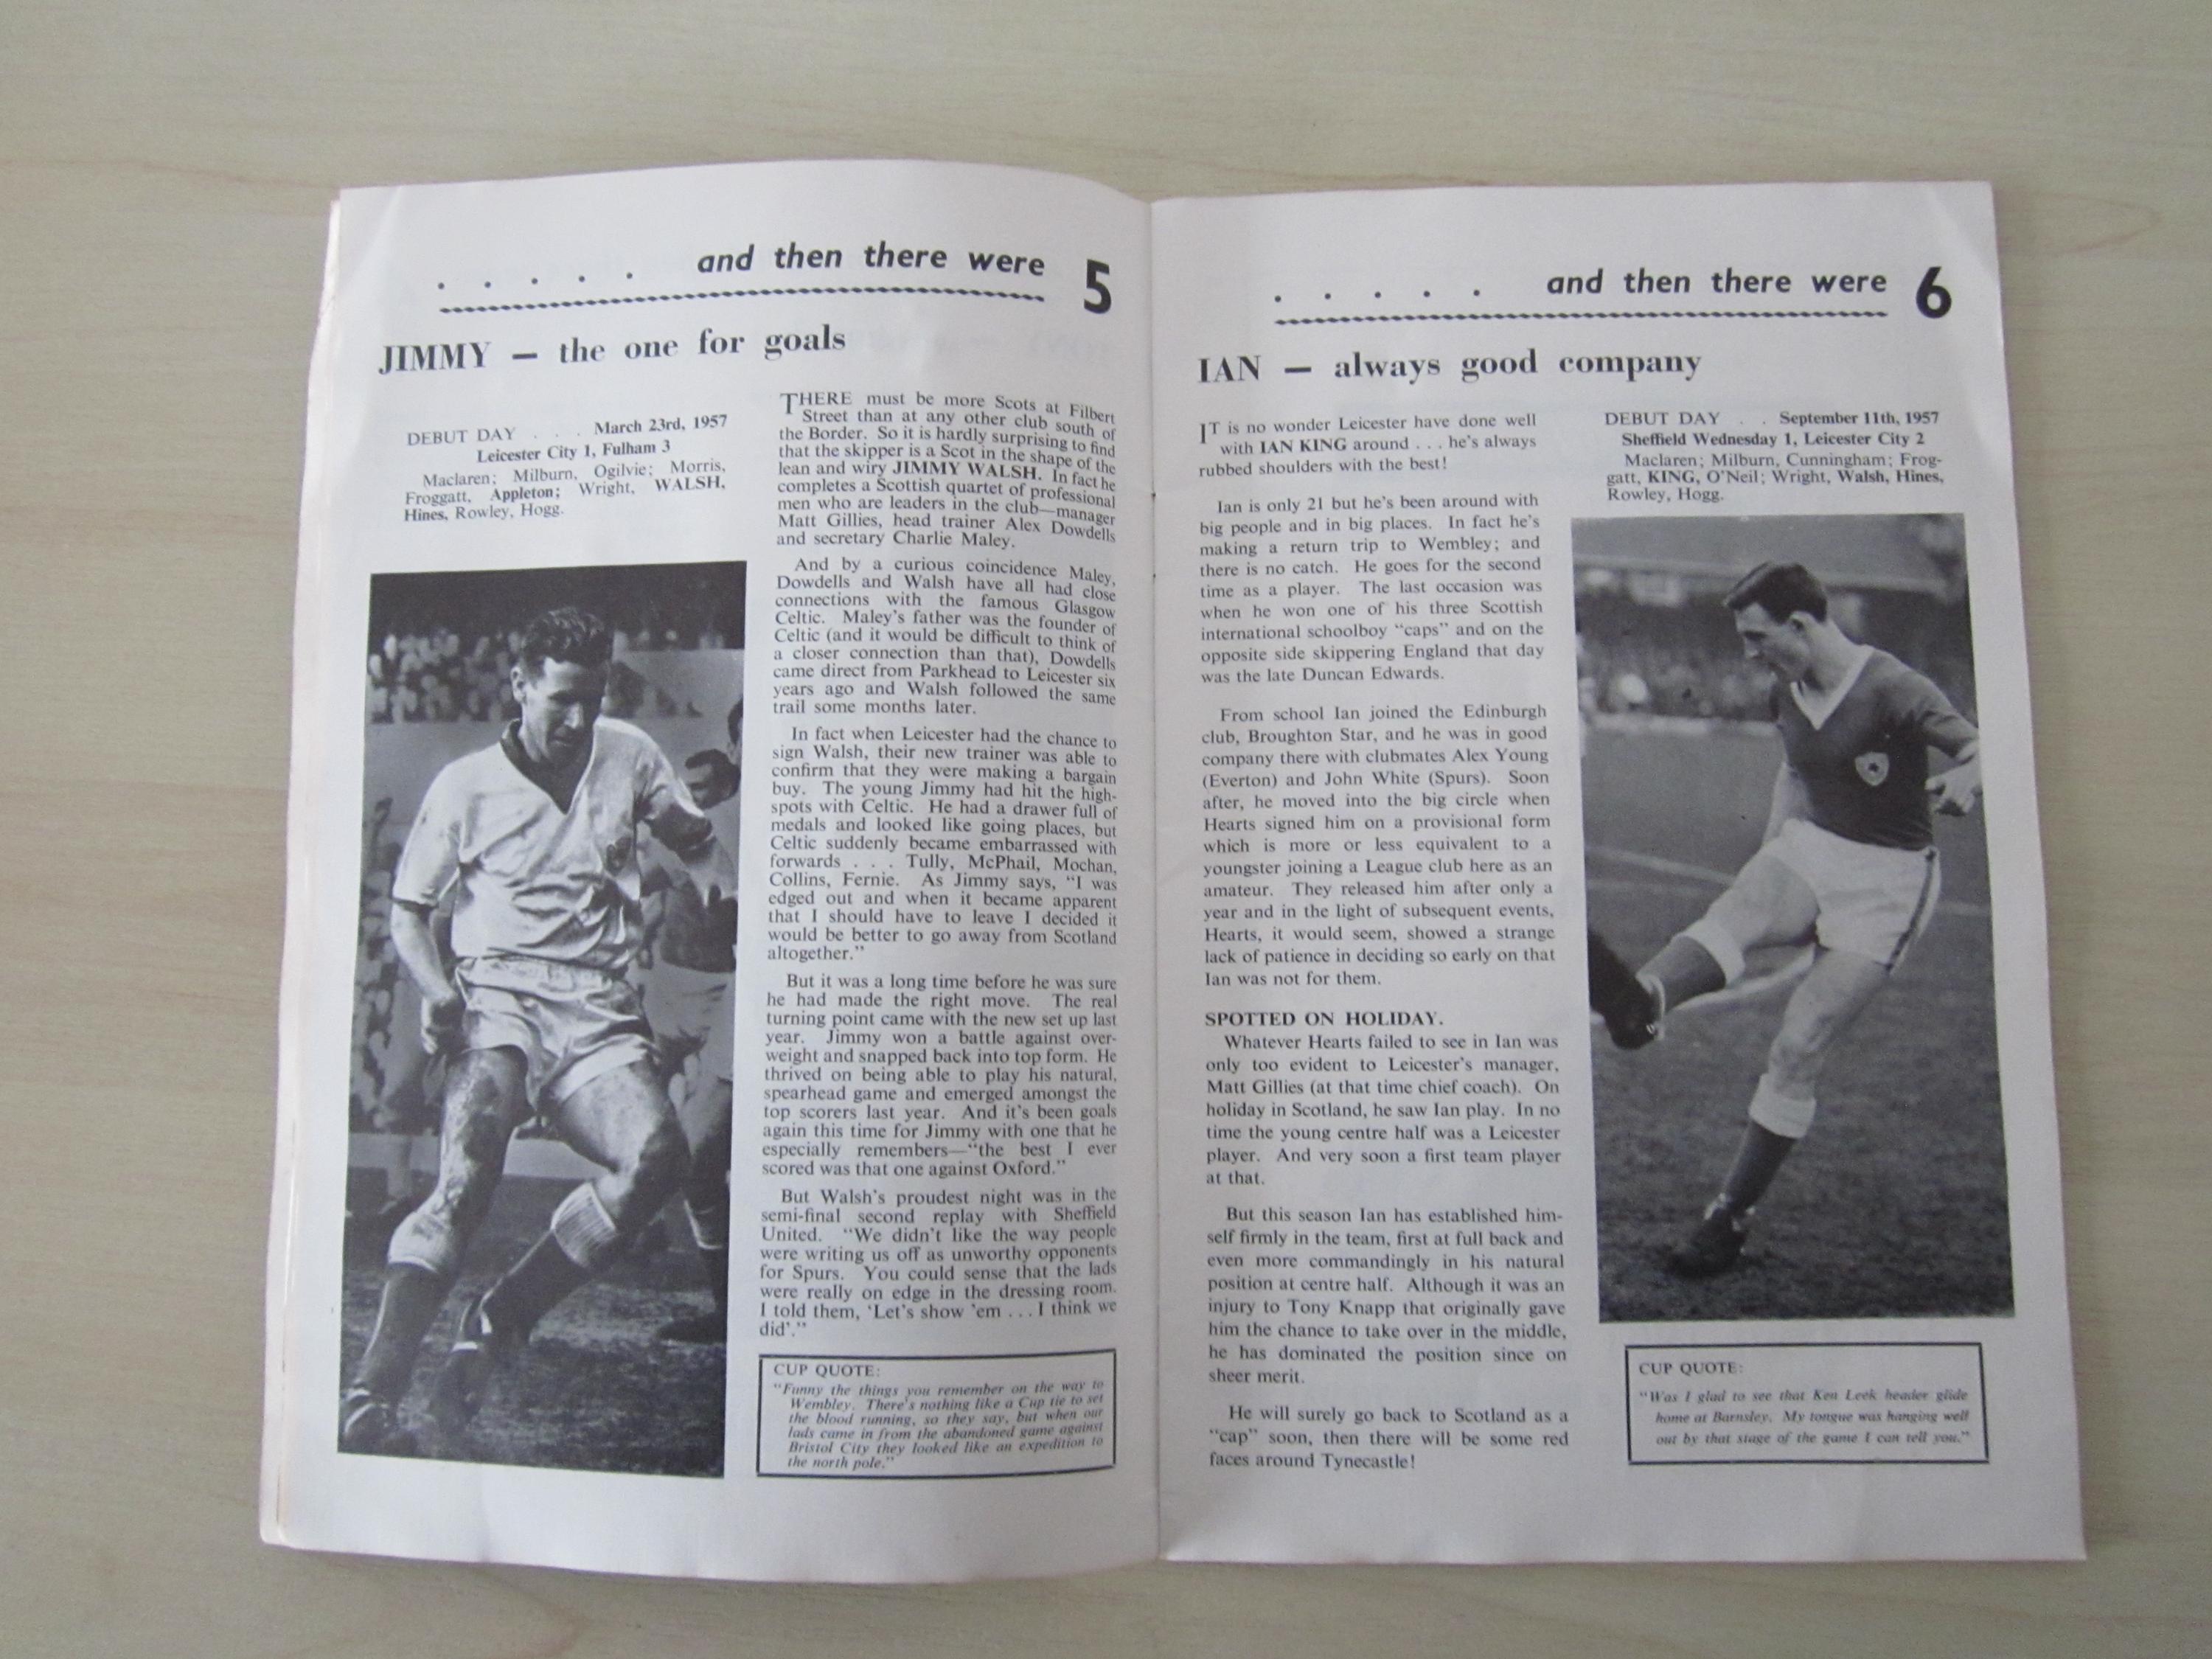 . . . . . and then there were 5
JIMMY — the one for goals
DEBUT DAY . . . March 23rd, 1957
Leicester City 1, Fulham 3
Maclaren; Milburn, Ogilvie; Morris,
Froggatt, Appleton; Wright, WALSH,
Hines, Rowley, Hogg.
THERE must be more Scots at Filbert
Street than at any other club south of
the Border. So it is hardly surprising to find
that the skipper is a Scot in the shape of the
lean and wiry JIMMY WALSH. In fact he
completes a Scottish quartet of professional
men who are leaders in the club—manager
Matt Gillies, head trainer Alex Dowdells
and secretary Charlie Maley.
And by a curious coincidence Maley,
Dowdells and Walsh have all had close
connections with the famous Glasgow
Celtic. Maley's father was the founder of
Celtic (and it would be difficult to think of
a closer connection than that), Dowdells
came direct from Parkhead to Leicester six
years ago and Walsh followed the same
trail some months later.
In fact when Leicester had the chance to
sign Walsh, their new trainer was able to
confirm that they were making a bargain
buy. The young Jimmy had hit the high-
spots with Celtic. He had a drawer full of
medals and looked like going places, but
Celtic suddenly became embarrassed with
forwards . . . Tully, McPhail, Mochan,
Collins, Fernie. As Jimmy says, "I was
edged out and when it became apparent
that I should have to leave I decided it
would be better to go away from Scotland
altogether."
But it was a long time before he was sure
he had made the right move. The real
turning point came with the new set up last
year. Jimmy won a battle against over-
weight and snapped back into top form. He
thrived on being able to play his natural,
spearhead game and emerged amongst the
top scorers last year. And it's been goals
again this time for Jimmy with one that he
especially remembers—"the best I ever
scored was that one against Oxford."
But Walsh's proudest night was in the
semi-final second replay with Sheffield
United. "We didn't like the way people
were writing us off as unworthy opponents
for Spurs. You could sense that the lads
were really on edge in the dressing room.
I told them, 'Let's show 'em . . . I think we
did'."
CUP QUOTE:
"Funny the things you remember on the way to
Wembley. There's nothing like a Cup tie to set
the blood running, so they say, but when our
lads came in from the abandoned game against
Bristol City they looked like an expedition to
the north pole."
. . . . . and then there were 6
IAN — always good company
IT is no wonder Leicester have done well
with IAN KING around . . . he's always
rubbed shoulders with the best!
Ian is only 21 but he's been around with
big people and in big places. In fact he's
making a return trip to Wembley; and
there is no catch. He goes for the second
time as a player. The last occasion was
when he won one of his three Scottish
international schoolboy "caps" and on the
opposite side skippering England that day
was the late Duncan Edwards.
From school Ian joined the Edinburgh
club, Broughton Star, and he was in good
company there with clubmates Alex Young
(Everton) and John White (Spurs). Soon
after, he moved into the big circle when
Hearts signed him on a provisional form
which is more or less equivalent to a
youngster joining a League club here as an
amateur. They released him after only a
year and in the light of subsequent events,
Hearts, it would seem, showed a strange
lack of patience in deciding so early on that
Ian was not for them.
SPOTTED ON HOLIDAY.
Whatever Hearts failed to see in Ian was
only too evident to Leicester's manager,
Matt Gillies (at that time chief coach). On
holiday in Scotland, he saw Ian play. In no
time the young centre half was a Leicester
player. And very soon a first team player
at that.
But this season Ian has established him-
self firmly in the team, first at full back and
even more commandingly in his natural
position at centre half. Although it was an
injury to Tony Knapp that originally gave
him the chance to take over in the middle,
he has dominated the position since on
sheer merit.
He will surely go back to Scotland as a
"cap" soon, then there will be some red
faces around Tynecastle!
DEBUT DAY . . September 11th, 1957
Sheffield Wednesday 1, Leicester City 2
Maclaren; Milburn, Cunningham; Frog-
gatt, KING, O'Neil; Wright, Walsh, Hines,
Rowley, Hogg.
CUP QUOTE:
"Was I glad to see that Ken Leek header glide
home at Barnsley. My tongue was hanging well
out by that stage of the game I can tell you."